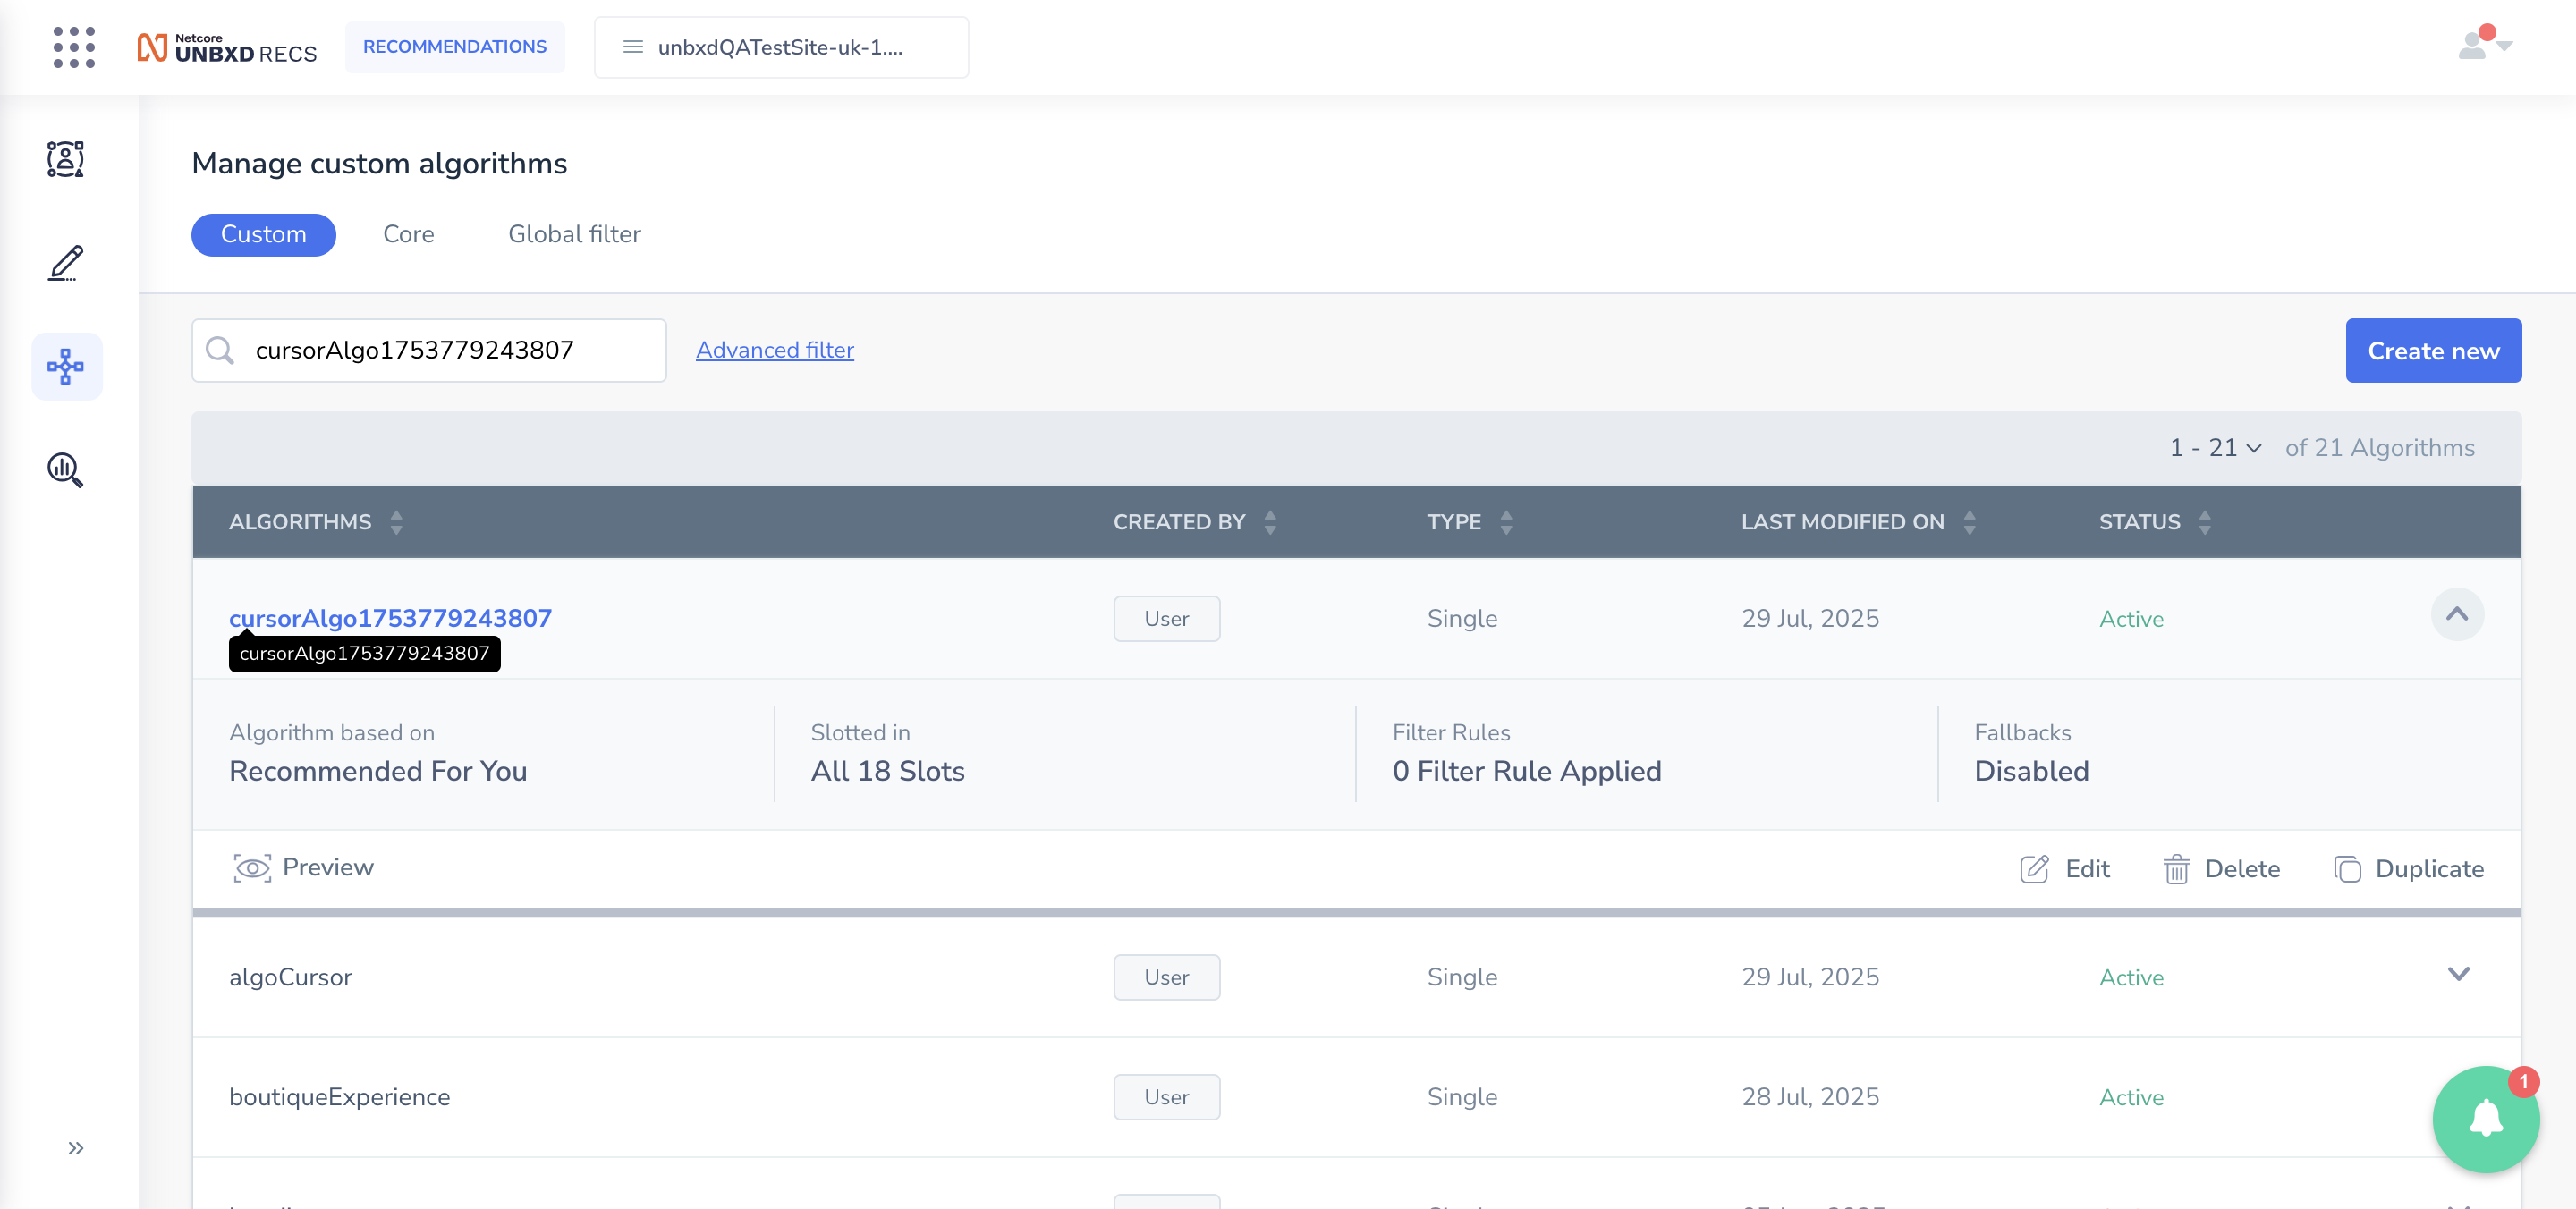 Netcore
UNBXD RECS
RECOMMENDATIONS
unbxdQATestSite-uk-1....
Manage custom algorithms
Custom Core Global filter
cursorAlgo1753779243807 Advanced filter Create new
1 - 21 of 21 Algorithms
ALGORITHMS CREATED BY TYPE LAST MODIFIED ON STATUS
cursorAlgo1753779243807 User Single 29 Jul, 2025 Active
cursorAlgo1753779243807
Algorithm based on Slotted in Filter Rules Fallbacks
Recommended For You All 18 Slots 0 Filter Rule Applied Disabled
Preview Edit Delete Duplicate
algoCursor User Single 29 Jul, 2025 Active
boutiqueExperience User Single 28 Jul, 2025 Active
1